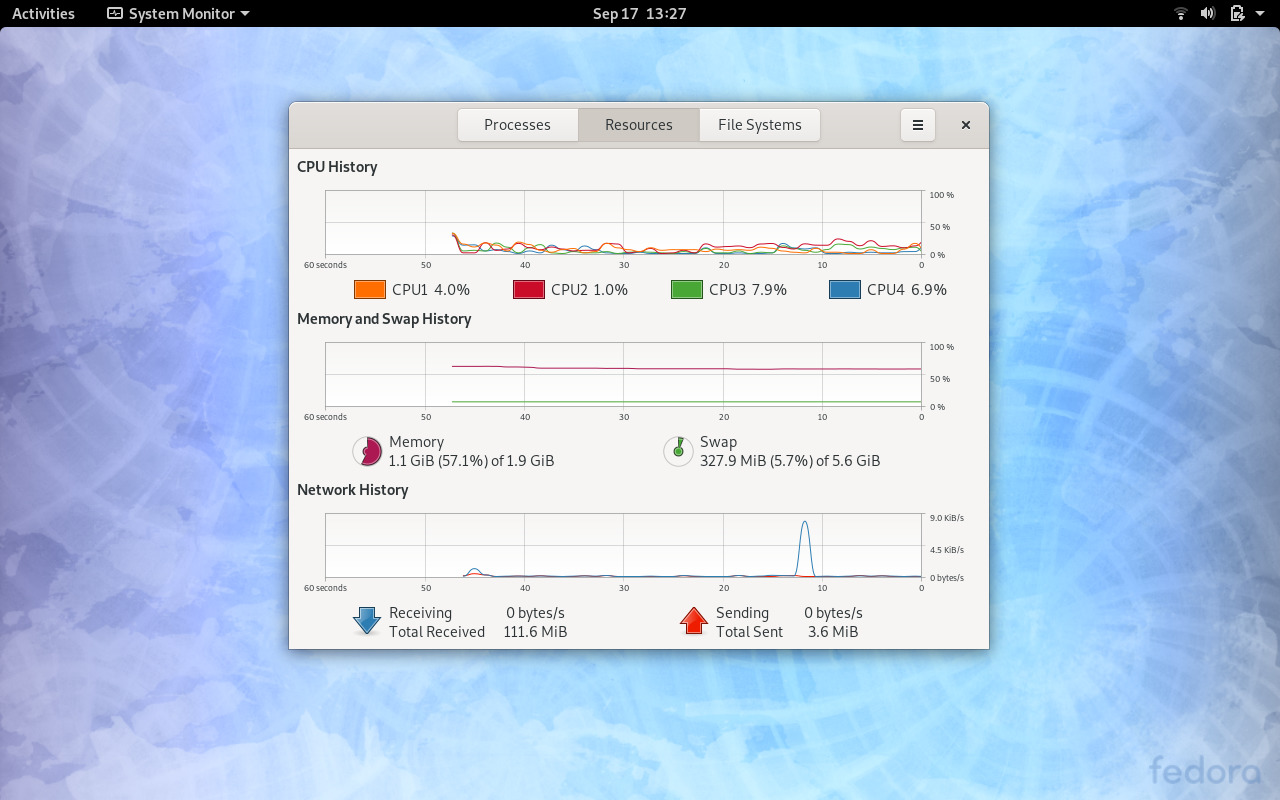 Activities System Monitor Sep 17 13:27
Processes Resources File Systems
CPU History
100 %
50 %
0 %
60 seconds 50 40 30 20 10 0
CPU1 4.0% CPU2 1.0% CPU3 7.9% CPU4 6.9%
Memory and Swap History
100 %
50 %
0 %
60 seconds 50 40 30 20 10 0
Memory Swap
1.1 GiB (57.1%) of 1.9 GiB 327.9 MiB (5.7%) of 5.6 GiB
Network History
9.0 KiB/s
4.5 KiB/s
0 bytes/s
60 seconds 50 40 30 20 10 0
Receiving 0 bytes/s Sending 0 bytes/s
Total Received 111.6 MiB Total Sent 3.6 MiB
fedora